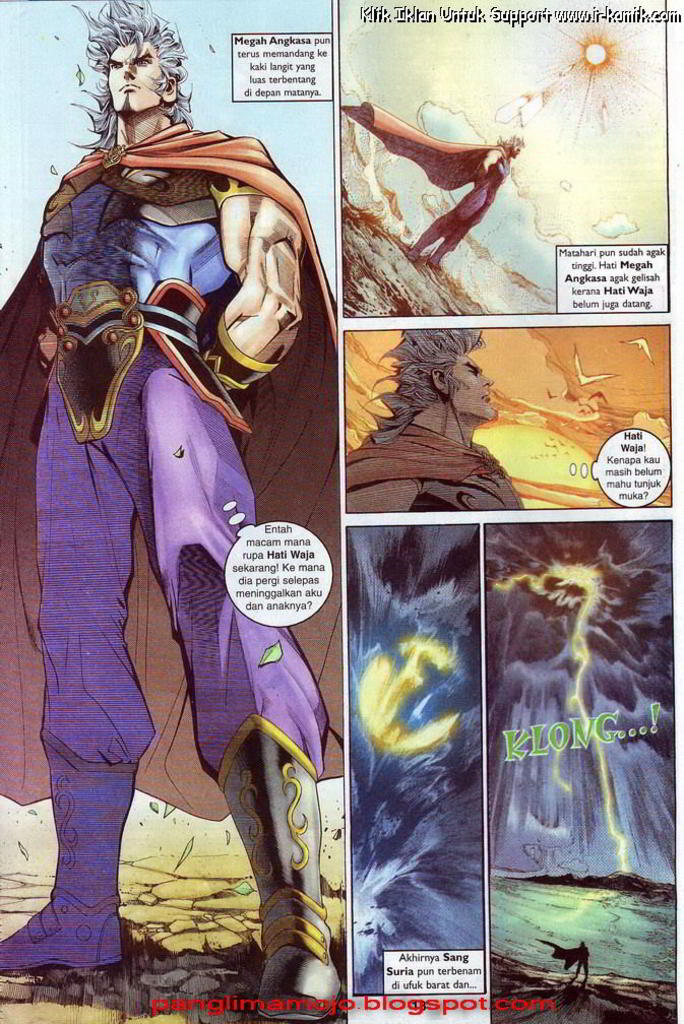 Klik Iklan Untuk Support www.i-komik.com
Megah Angkasa pun
terus memandang ke
kaki langit yang
luas terbentang
di depan matanya.
Matahari pun sudah agak
tinggi. Hati Megah
Angkasa agak gelisah
kerana Hati Waja
belum juga datang.
Hati
Waja!
Kenapa kau
masih belum
mahu tunjuk
muka?
Entah
macam mana
rupa Hati Waja
sekarang! Ke mana
dia pergi selepas
meninggalkan aku
dan anaknya?
KLONG...!
Akhirnya Sang
Suria pun terbenam
di ufuk barat dan...
panglimamojo.blogspot.com